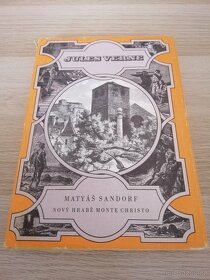 JULES VERNE
MATYÁŠ SANDORF
NOVÝ HRABĚ MONTE CHRISTO